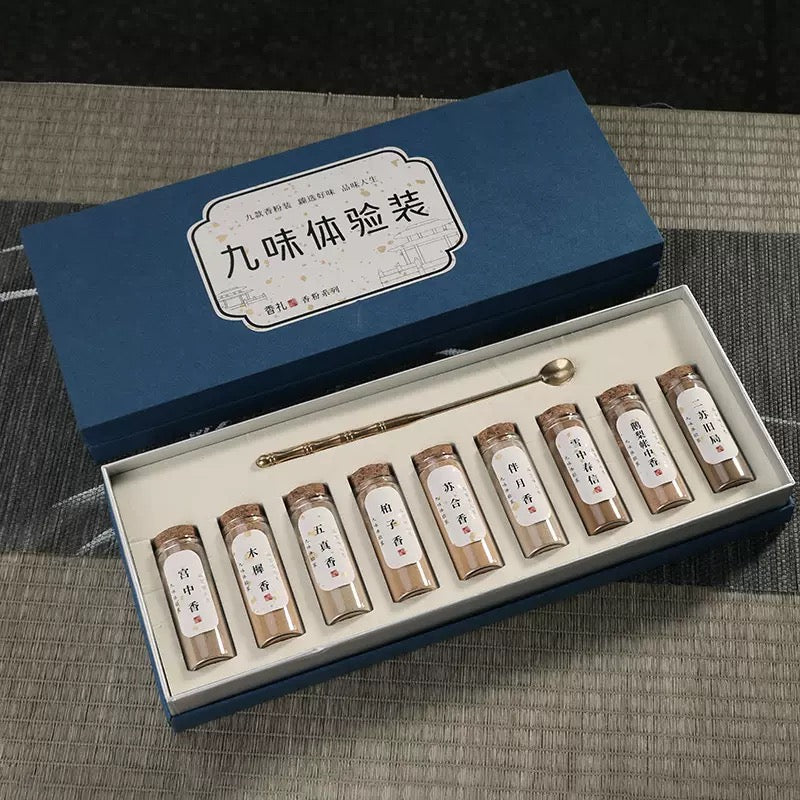 九款香粉装 臻选好味 品味人生
九味体验装
香礼 香粉系列
宫中香
木樨香
五真香
柏子香
苏合香
伴月香
雪中春信
鹅梨帐中香
二苏旧局